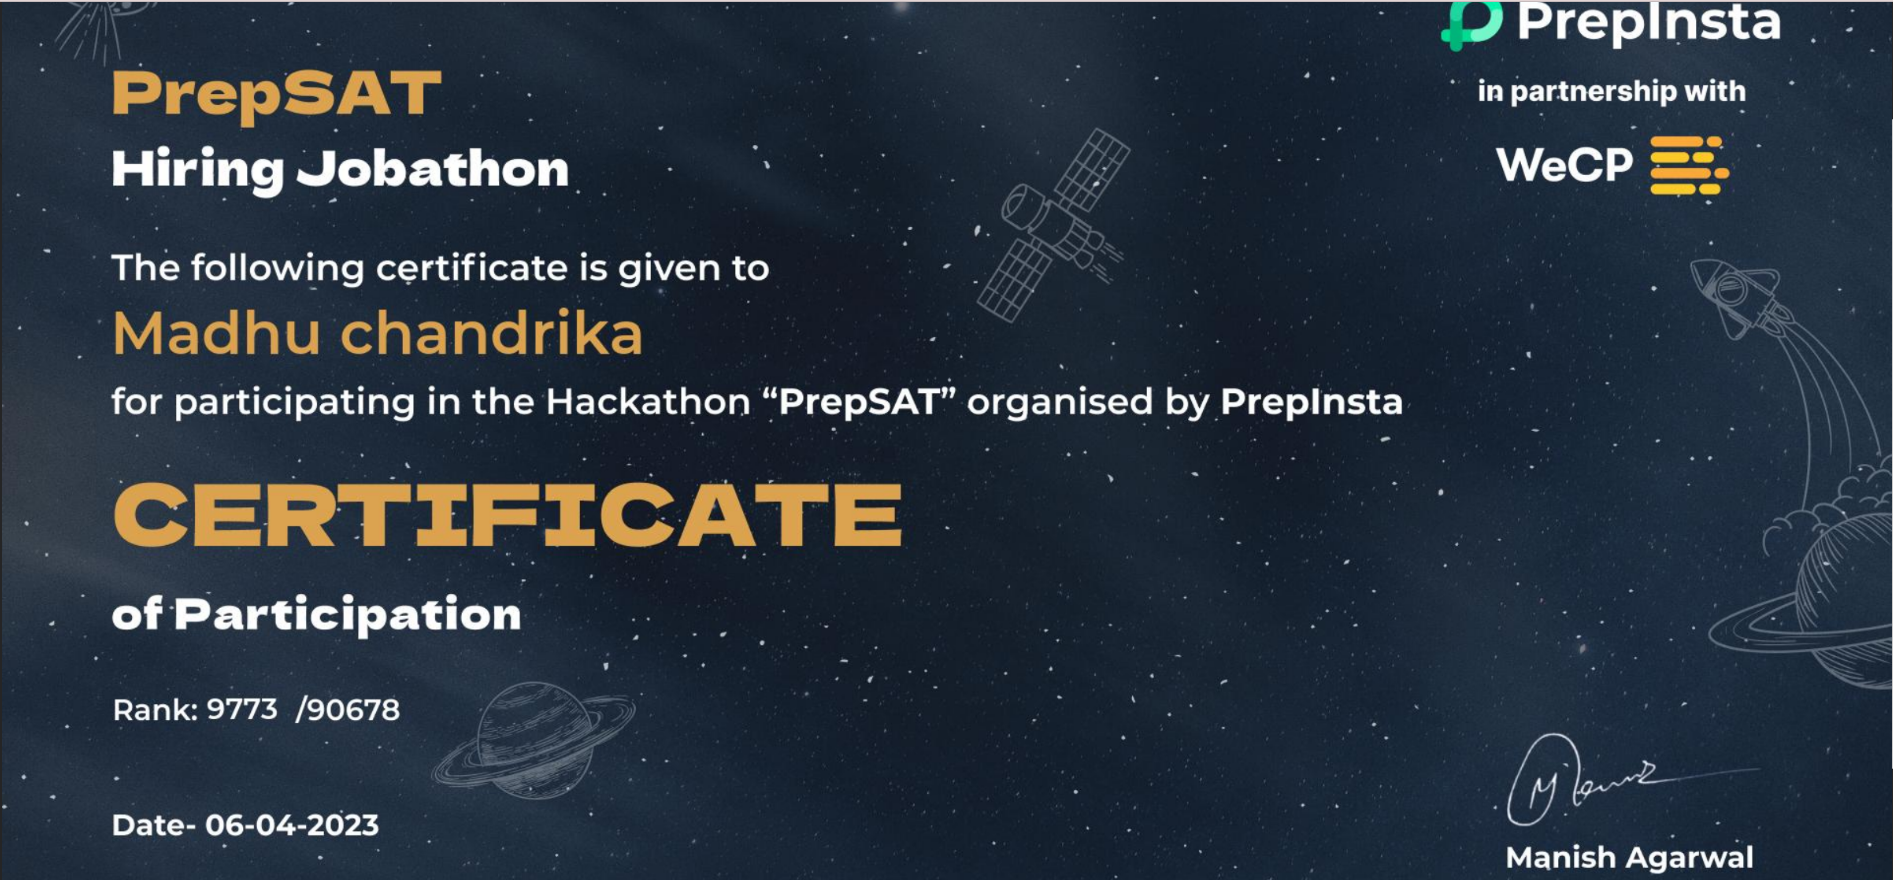 PrepInsta
in partnership with
WeCP
PrepSAT
Hiring Jobathon
The following certificate is given to
Madhu chandrika
for participating in the Hackathon “PrepSAT” organised by PrepInsta
CERTIFICATE
of Participation
Rank: 9773 /90678
Date- 06-04-2023
Manish Agarwal